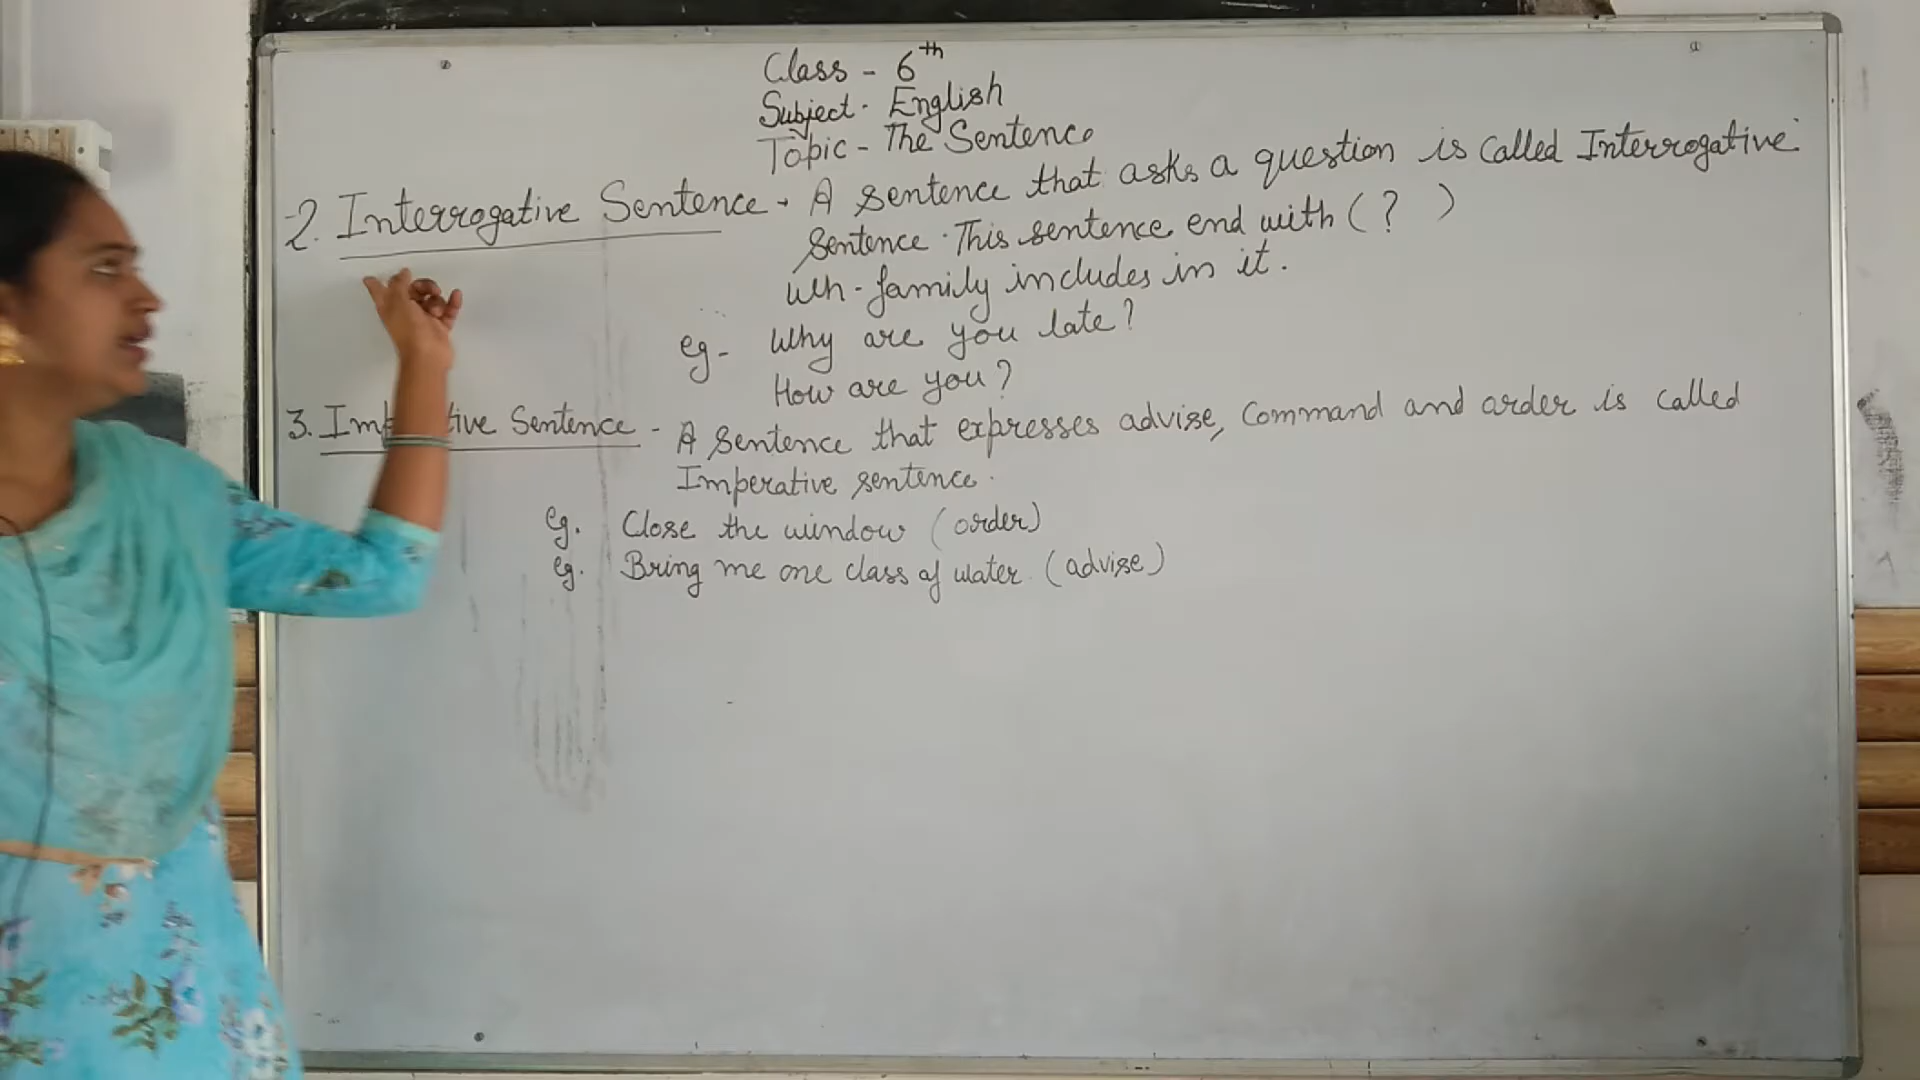 Class - 6th
Subject - English
Topic - The Sentence
2. Interrogative Sentence - A sentence that asks a question is called Interrogative
Sentence. This sentence end with ( ? )
Wh - family includes in it.
eg - Why are you late?
How are you?
3. Imp tive Sentence - A sentence that expresses advise, Command and order is called
Imperative sentence.
eg. Close the window (order)
eg. Bring me one class of water. (advise)